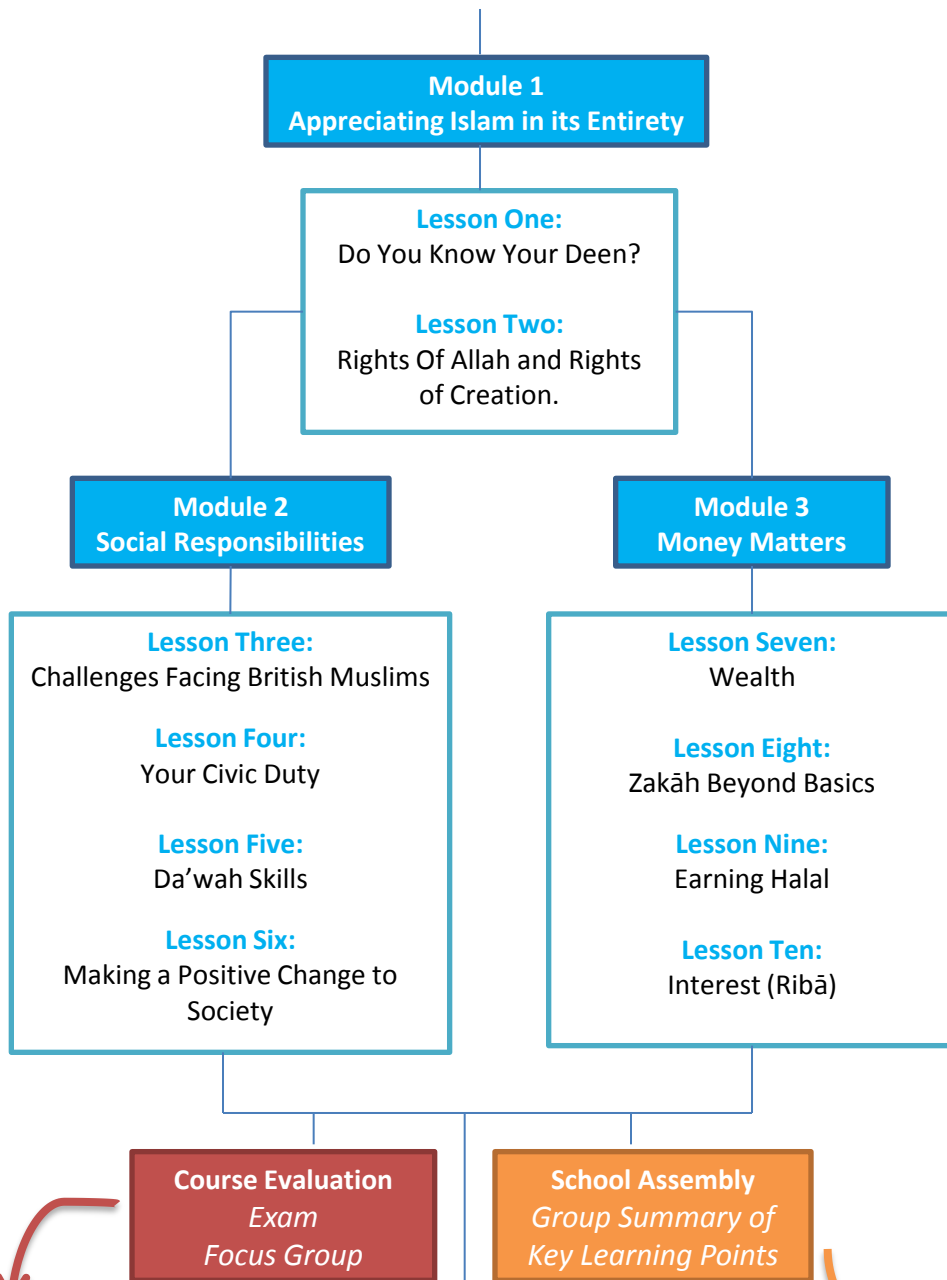 Module 1
Appreciating Islam in its Entirety
Lesson One:
Do You Know Your Deen?
Lesson Two:
Rights Of Allah and Rights
of Creation.
Module 2
Social Responsibilities
Lesson Three:
Challenges Facing British Muslims
Lesson Four:
Your Civic Duty
Lesson Five:
Da’wah Skills
Lesson Six:
Making a Positive Change to
Society
Module 3
Money Matters
Lesson Seven:
Wealth
Lesson Eight:
Zakāh Beyond Basics
Lesson Nine:
Earning Halal
Lesson Ten:
Interest (Ribā)
Course Evaluation
Exam
Focus Group
School Assembly
Group Summary of
Key Learning Points